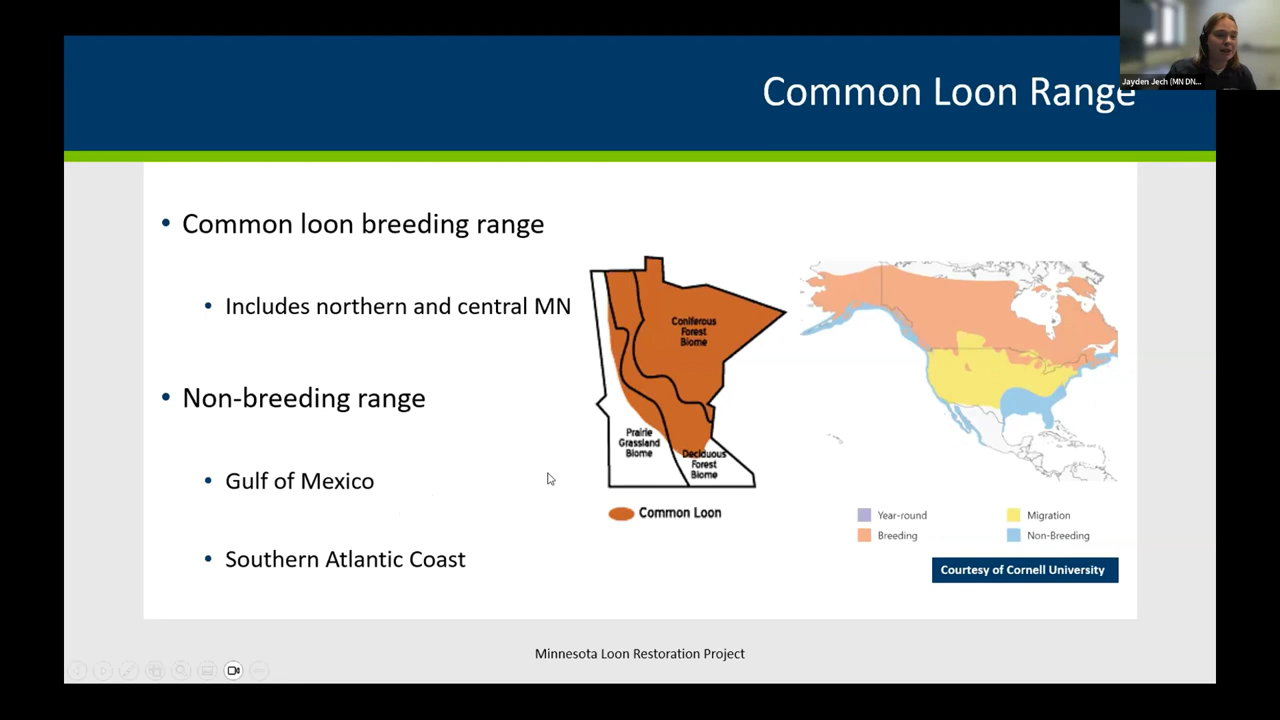 Jayden Jech (MN DN...
Common Loon Range
• Common loon breeding range
• Includes northern and central MN
• Non-breeding range
• Gulf of Mexico
• Southern Atlantic Coast
Coniferous
Forest
Biome
Prairie
Grassland
Biome
Deciduous
Forest
Biome
Common Loon
Year-round
Migration
Breeding
Non-Breeding
Courtesy of Cornell University
Minnesota Loon Restoration Project